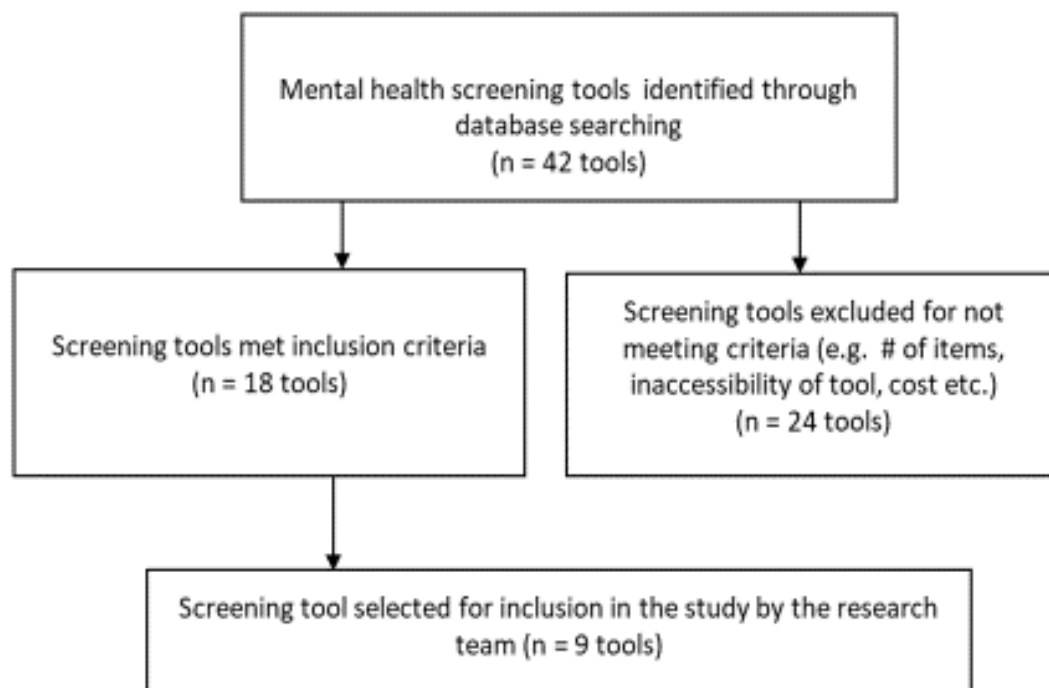 Mental health screening tools identified through
database searching
(n = 42 tools)
Screening tools met inclusion criteria
(n = 18 tools)
Screening tools excluded for not
meeting criteria (e.g. # of items,
inaccessibility of tool, cost etc.)
(n = 24 tools)
Screening tool selected for inclusion in the study by the research
team (n = 9 tools)